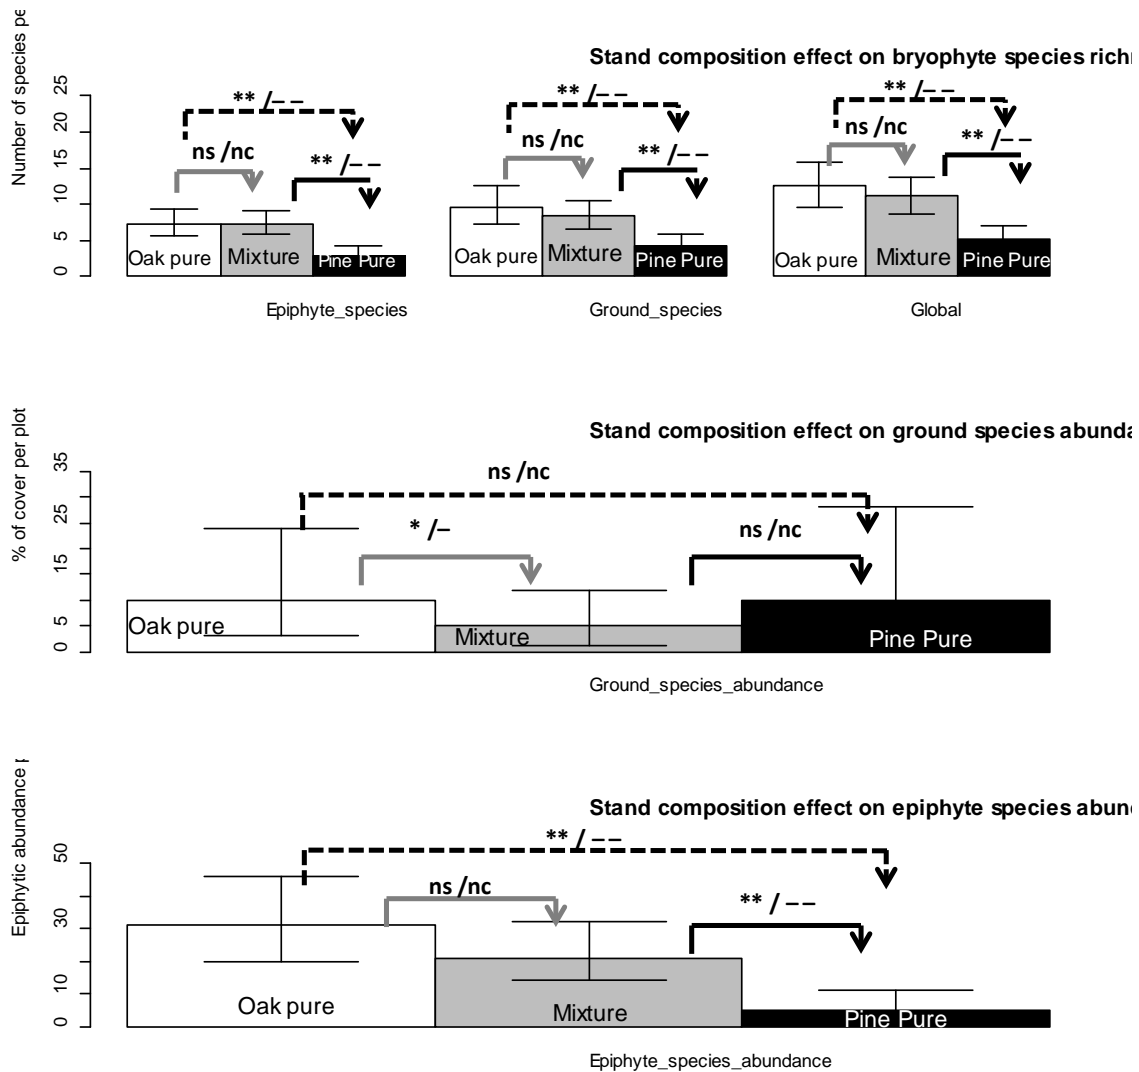 Stand composition effect on bryophyte species rich
Number of species pe
25
20
15
10
5
0
** /−−
ns /nc
** /−−
Oak pure
Mixture
Pine Pure
Epiphyte_species
** /−−
ns /nc
** /−−
Oak pure
Mixture
Pine Pure
Ground_species
** /−−
ns /nc
** /−−
Oak pure
Mixture
Pine Pure
Global
Stand composition effect on ground species abunda
% of cover per plot
35
25
15
5
0
ns /nc
* /−
ns /nc
Oak pure
Mixture
Pine Pure
Ground_species_abundance
Stand composition effect on epiphyte species abun
Epiphytic abundance
50
30
10
0
** / −−
ns /nc
** / −−
Oak pure
Mixture
Pine Pure
Epiphyte_species_abundance